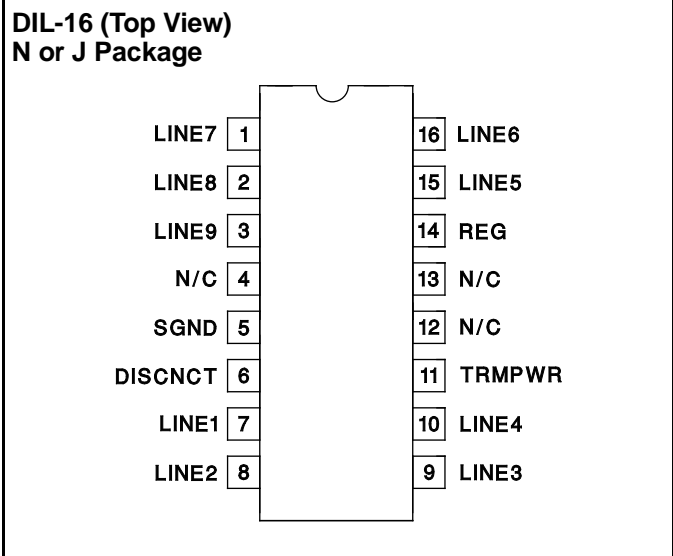 DIL-16 (Top View)
N or J Package
LINE7 1 16 LINE6
LINE8 2 15 LINE5
LINE9 3 14 REG
N/C 4 13 N/C
SGND 5 12 N/C
DISCNCT 6 11 TRMPWR
LINE1 7 10 LINE4
LINE2 8 9 LINE3